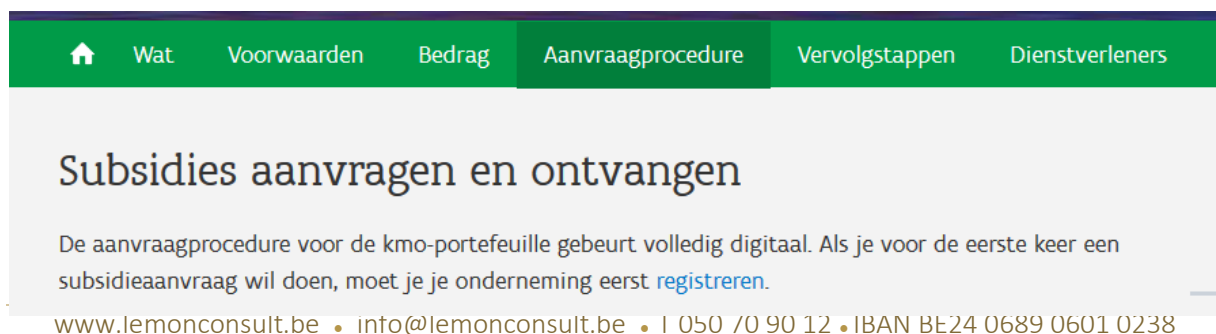 Wat Voorwaarden Bedrag Aanvraagprocedure Vervolgstappen Dienstverleners
Subsidies aanvragen en ontvangen
De aanvraagprocedure voor de kmo-portefeuille gebeurt volledig digitaal. Als je voor de eerste keer een
subsidieaanvraag wil doen, moet je je onderneming eerst registreren.
www.lemonconsult.be • info@lemonconsult.be • T 050 70 90 12 • IBAN BE24 0689 0601 0238